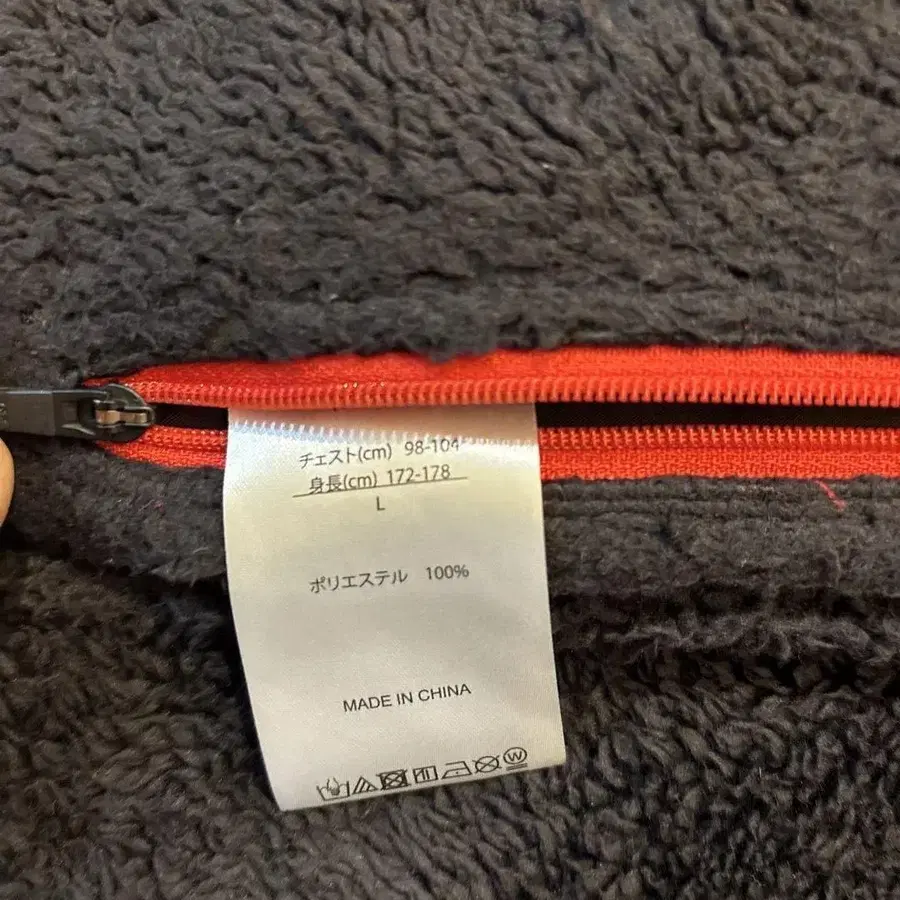 チェスト(cm) 98-104
身長(cm) 172-178
L
ポリエステル 100%
MADE IN CHINA
W